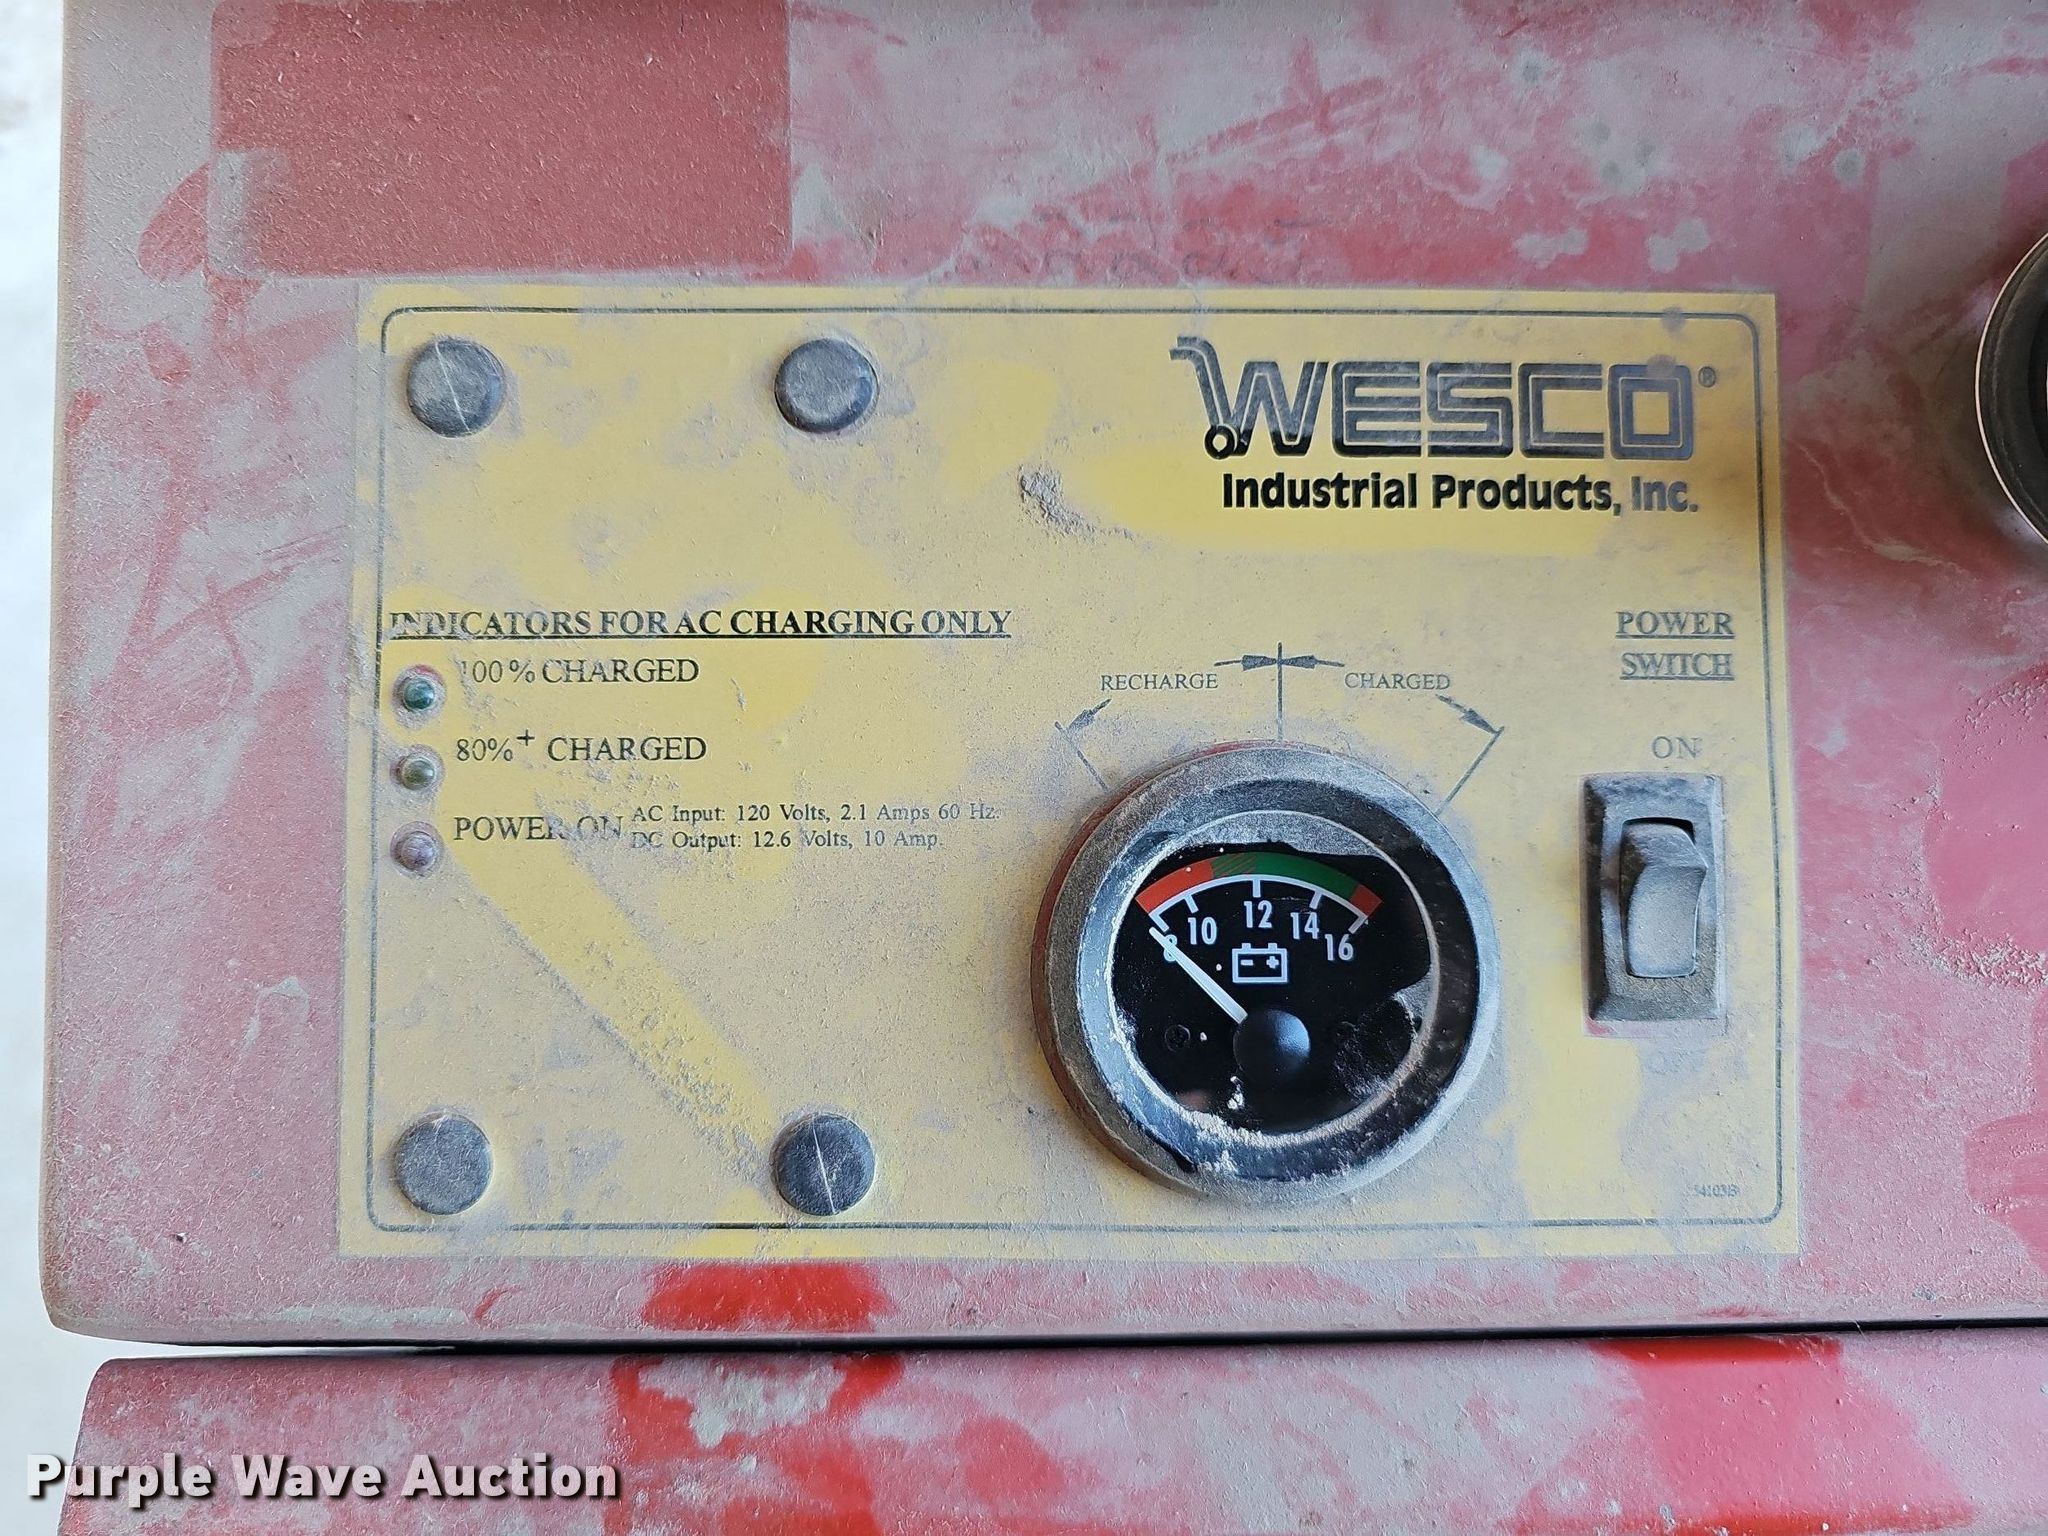 WESCO®
Industrial Products, Inc.
INDICATORS FOR AC CHARGING ONLY
100% CHARGED
80%+ CHARGED
POWER ON
AC Input: 120 Volts, 2.1 Amps 60 Hz.
DC Output: 12.6 Volts, 10 Amp.
RECHARGE
CHARGED
8 10 12 14 16
- +
POWER
SWITCH
ON
Purple Wave Auction